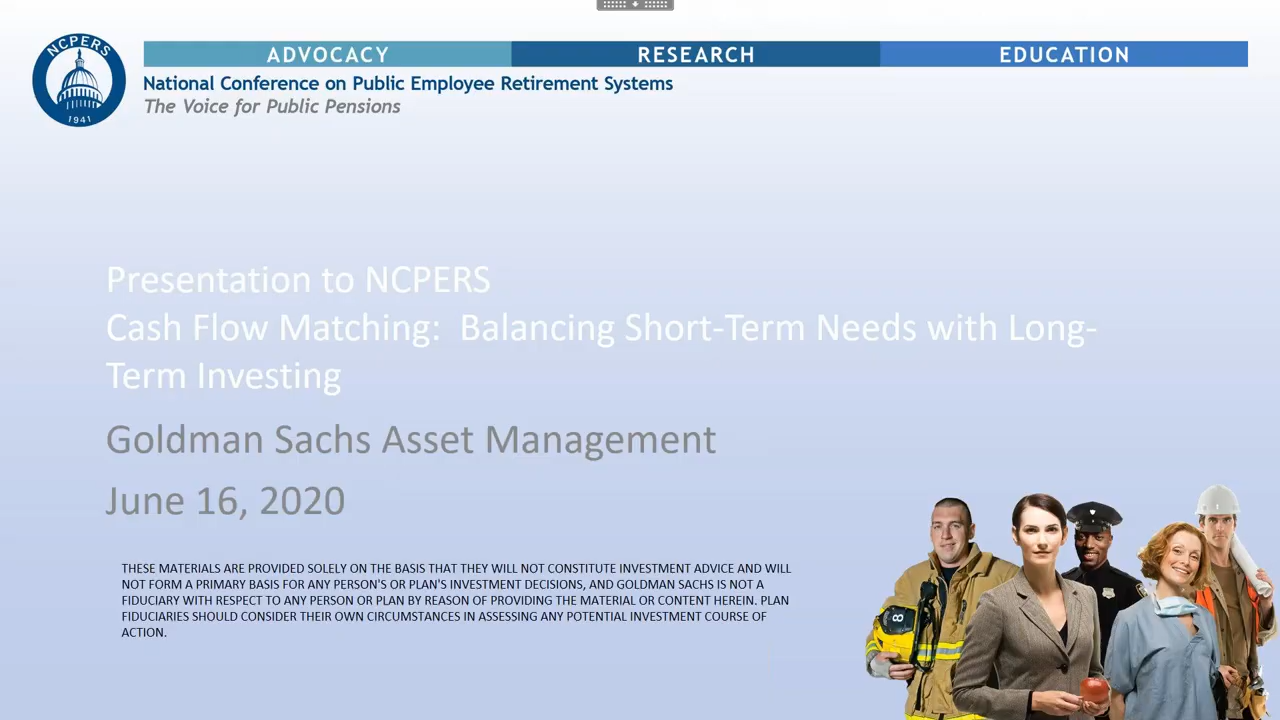 NCPERS
1941
ADVOCACY
RESEARCH
EDUCATION
National Conference on Public Employee Retirement Systems
The Voice for Public Pensions
Presentation to NCPERS
Cash Flow Matching:  Balancing Short-Term Needs with Long-
Term Investing
Goldman Sachs Asset Management
June 16, 2020
THESE MATERIALS ARE PROVIDED SOLELY ON THE BASIS THAT THEY WILL NOT CONSTITUTE INVESTMENT ADVICE AND WILL
NOT FORM A PRIMARY BASIS FOR ANY PERSON'S OR PLAN'S INVESTMENT DECISIONS, AND GOLDMAN SACHS IS NOT A
FIDUCIARY WITH RESPECT TO ANY PERSON OR PLAN BY REASON OF PROVIDING THE MATERIAL OR CONTENT HEREIN. PLAN
FIDUCIARIES SHOULD CONSIDER THEIR OWN CIRCUMSTANCES IN ASSESSING ANY POTENTIAL INVESTMENT COURSE OF
ACTION.
8